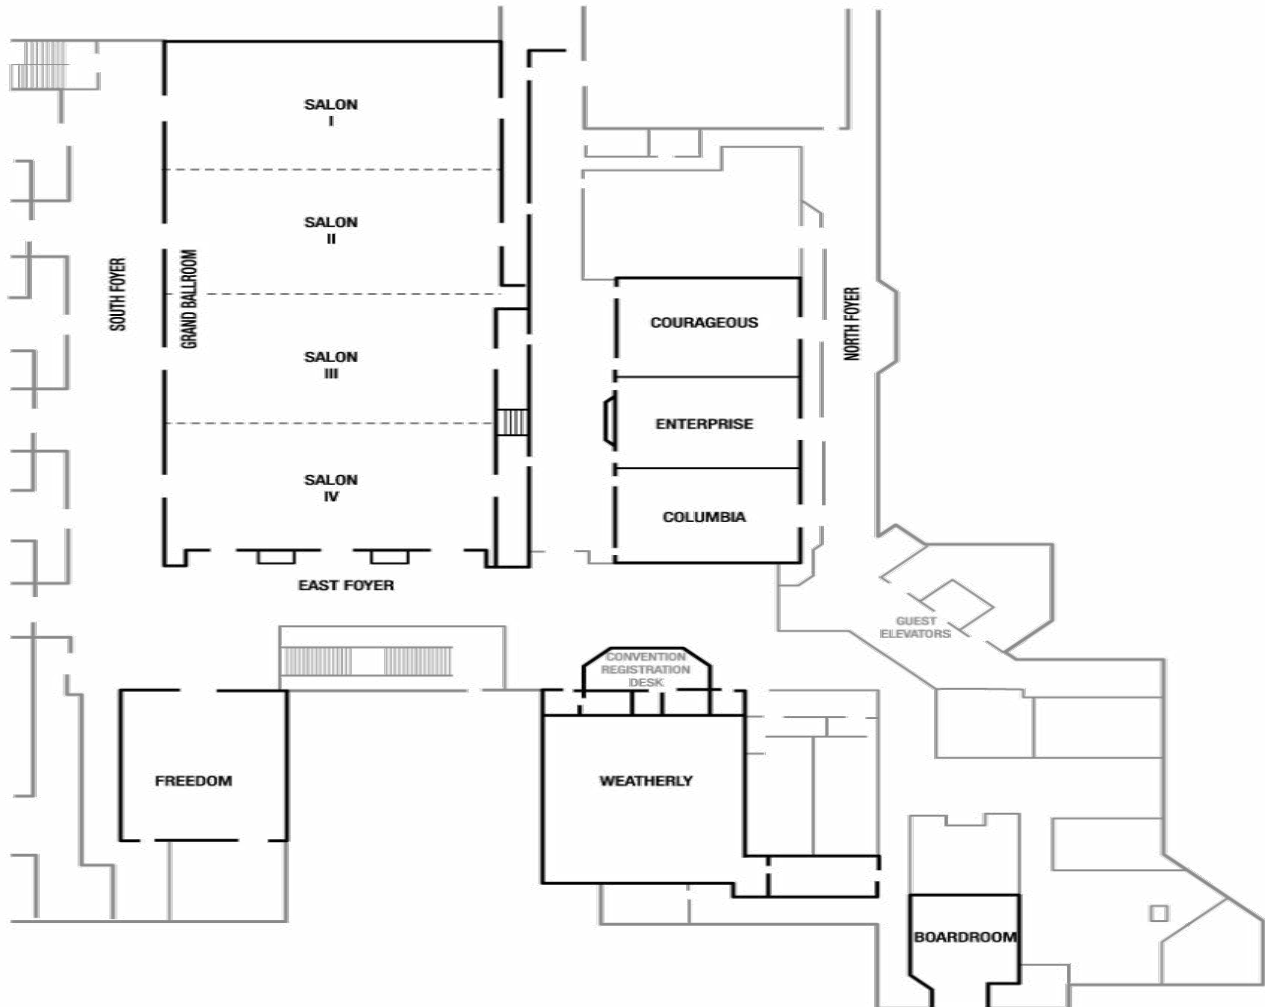 SALON
I
SALON
II
SOUTH FOYER
GRAND BALLROOM
NORTH FOYER
COURAGEOUS
SALON
III
ENTERPRISE
SALON
IV
COLUMBIA
EAST FOYER
GUEST
ELEVATORS
CONVENTION
REGISTRATION
DESK
FREEDOM
WEATHERLY
BOARDROOM